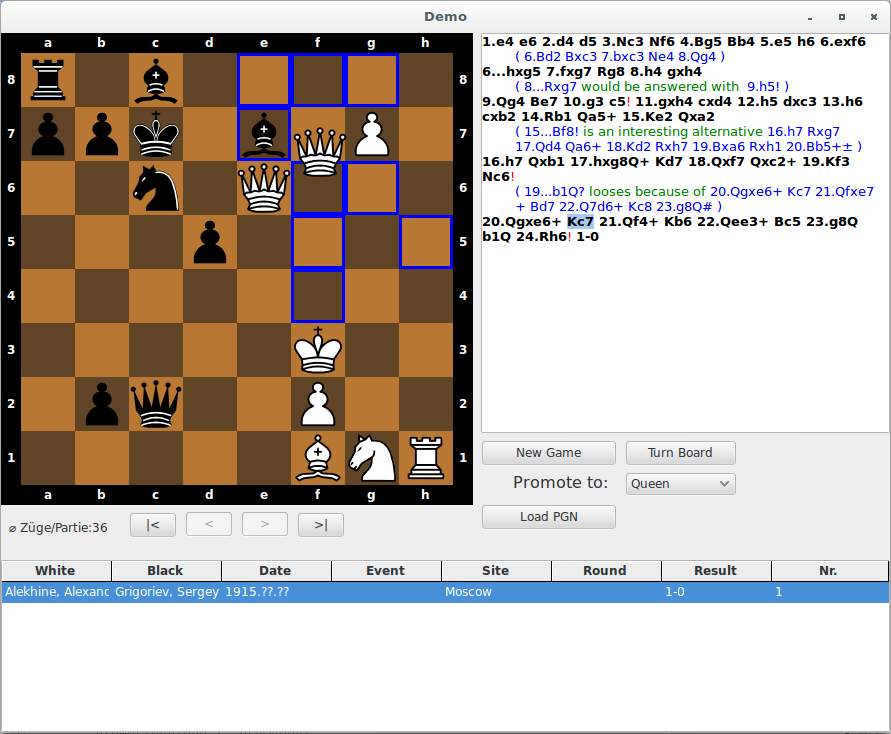 Demo
a b c d e f g h
8 8
7 7
6 6
5 5
4 4
3 3
2 2
1 1
a b c d e f g h
1.e4 e6 2.d4 d5 3.Nc3 Nf6 4.Bg5 Bb4 5.e5 h6 6.exf6
( 6.Bd2 Bxc3 7.bxc3 Ne4 8.Qg4 )
6...hxg5 7.fxg7 Rg8 8.h4 gxh4
( 8...Rxg7 would be answered with 9.h5! )
9.Qg4 Be7 10.g3 c5! 11.gxh4 cxd4 12.h5 dxc3 13.h6
cxb2 14.Rb1 Qa5+ 15.Ke2 Qxa2
( 15...Bf8! is an interesting alternative 16.h7 Rxg7
17.Qd4 Qa6+ 18.Kd2 Rxh7 19.Bxa6 Rxh1 20.Bb5+± )
16.h7 Qxb1 17.hxg8Q+ Kd7 18.Qxf7 Qxc2+ 19.Kf3
Nc6!
( 19...b1Q? looses because of 20.Qgxe6+ Kc7 21.Qfxe7
+ Bd7 22.Q7d6+ Kc8 23.g8Q# )
20.Qgxe6+ Kc7 21.Qf4+ Kb6 22.Qee3+ Bc5 23.g8Q
b1Q 24.Rh6! 1-0
New Game Turn Board
Promote to: Queen
Load PGN
⌀ Züge/Partie:36 |< < > >|
White Black Date Event Site Round Result Nr.
Alekhine, Alexanc Grigoriev, Sergey 1915.??.?? Moscow 1-0 1